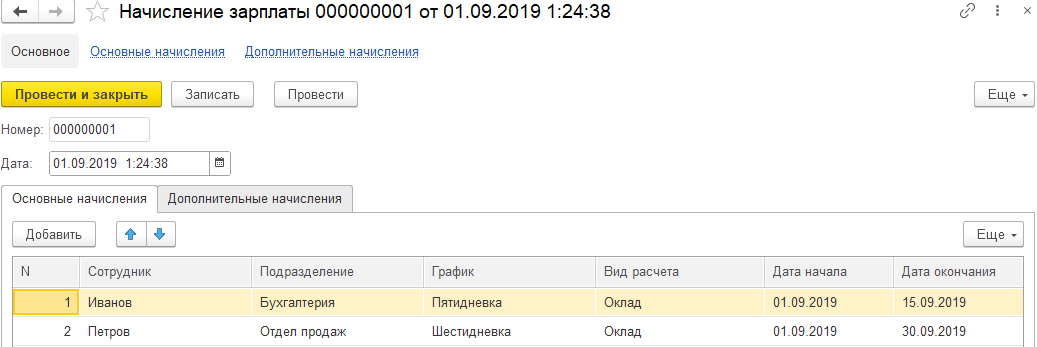 Начисление зарплаты 000000001 от 01.09.2019 1:24:38
Основное Основные начисления Дополнительные начисления
Провести и закрыть Записать Провести Еще
Номер: 000000001
Дата: 01.09.2019 1:24:38
Основные начисления Дополнительные начисления
Добавить Еще
N Сотрудник Подразделение График Вид расчета Дата начала Дата окончания
1 Иванов Бухгалтерия Пятидневка Оклад 01.09.2019 15.09.2019
2 Петров Отдел продаж Шестидневка Оклад 01.09.2019 30.09.2019